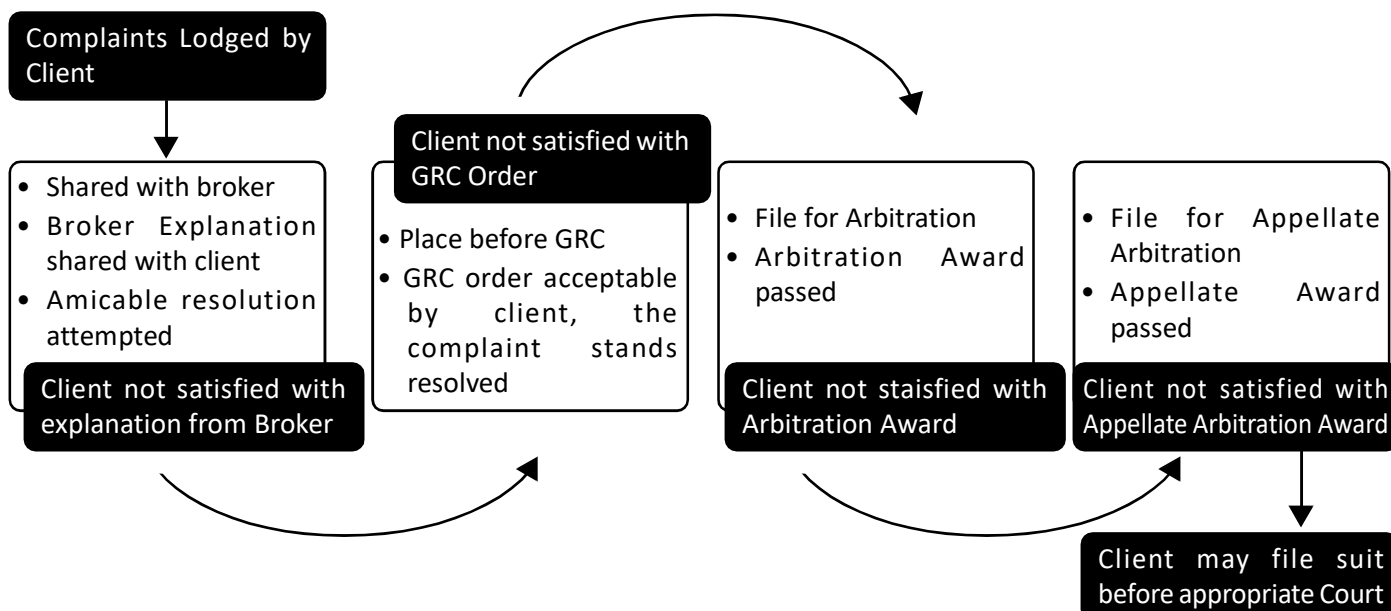 Complaints Lodged by
Client
• Shared with broker
• Broker Explanation
shared with client
• Amicable resolution
attempted
Client not satisfied with
explanation from Broker
Client not satisfied with
GRC Order
• Place before GRC
• GRC order acceptable
by client, the
complaint stands
resolved
• File for Arbitration
• Arbitration Award
passed
Client not staisfied with
Arbitration Award
• File for Appellate
Arbitration
• Appellate Award
passed
Client not satisfied with
Appellate Arbitration Award
Client may file suit
before appropriate Court